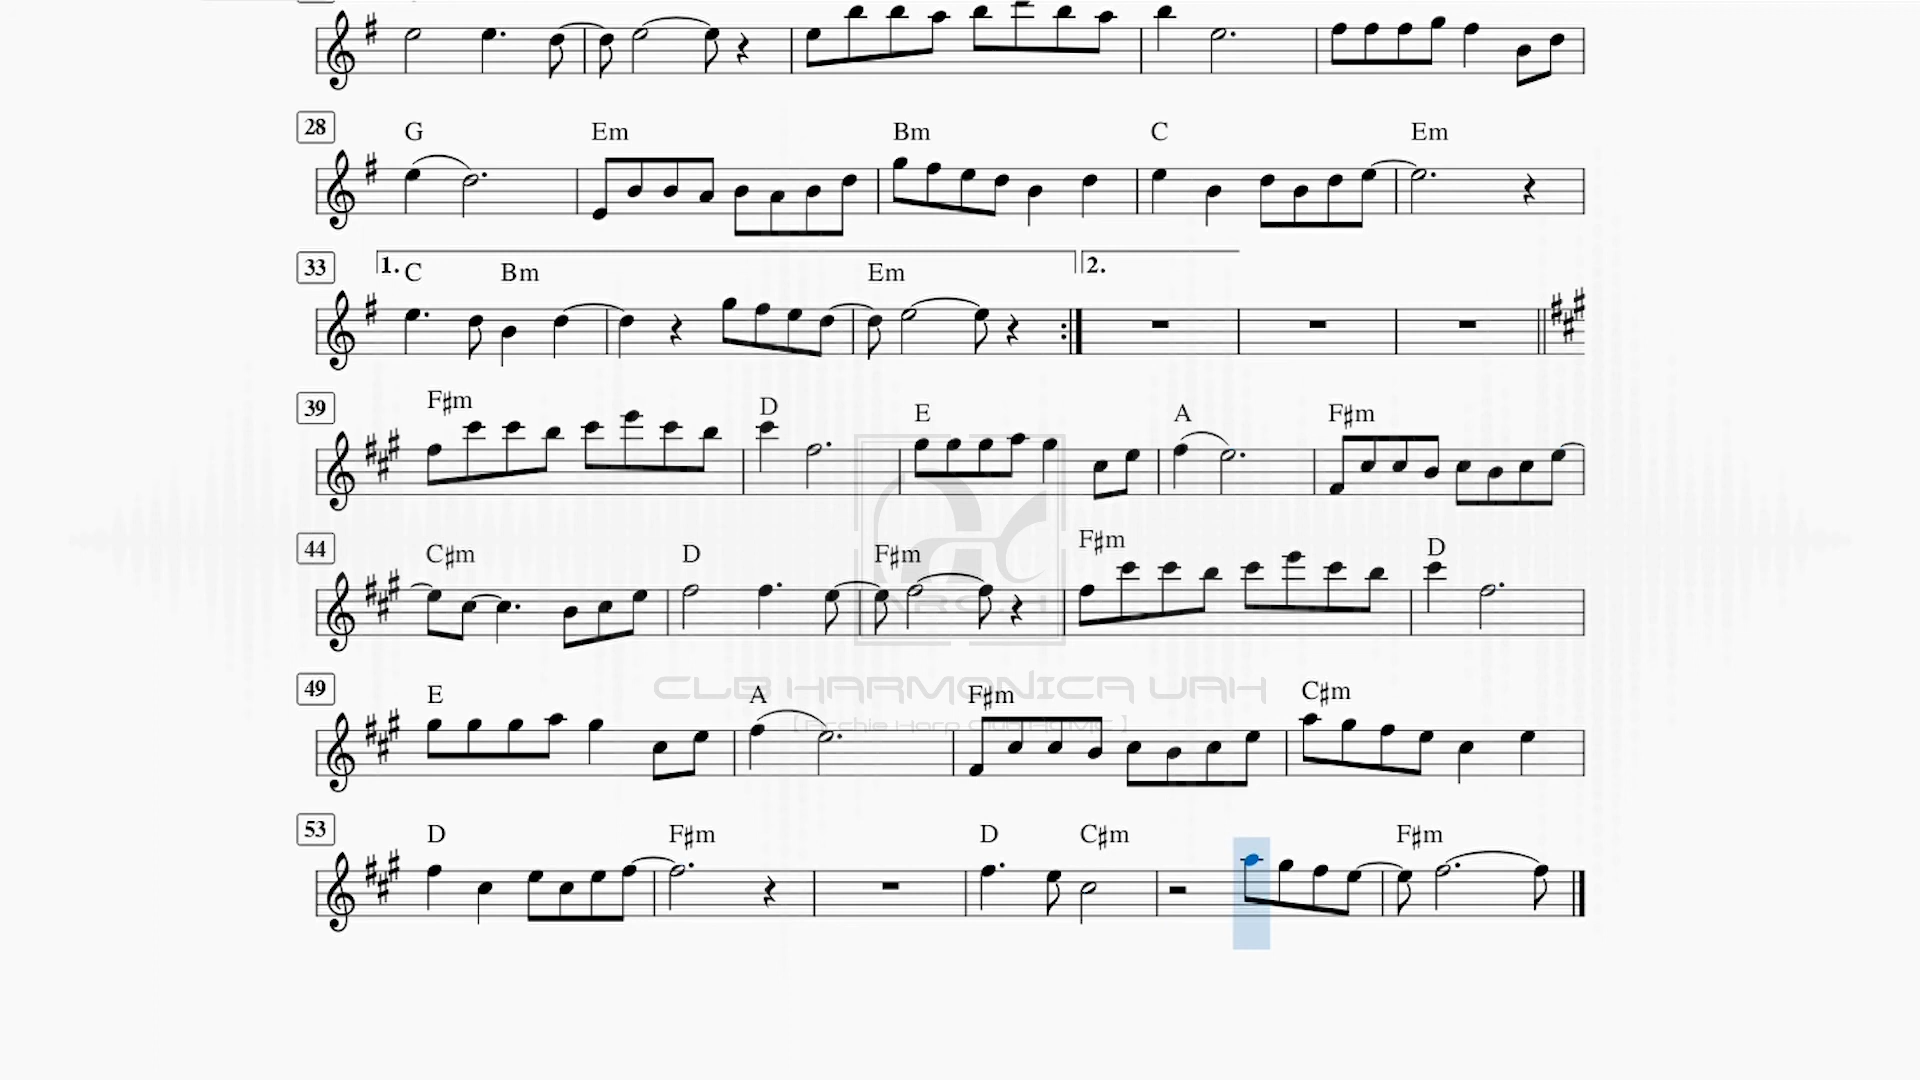 28 G Em Bm C Em
33 1. C Bm Em 2.
39 F♯m D E A F♯m
44 C♯m D F♯m F♯m D
49 E A F♯m C♯m
53 D F♯m D C♯m F♯m
CLB HARMONICA UAH